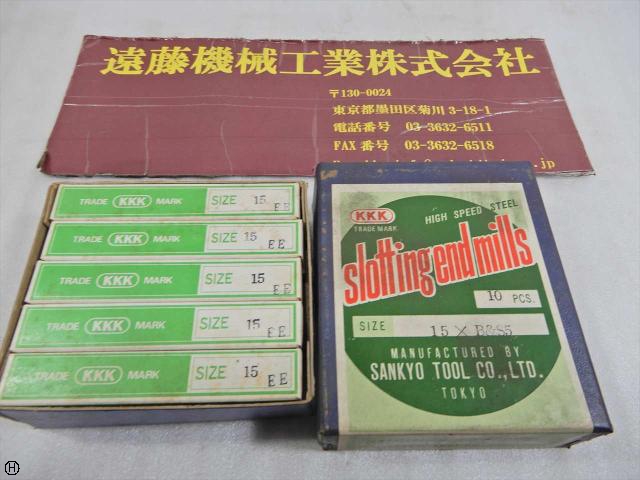 遠藤機械工業株式会社
〒130-0024
東京都墨田区菊川3-18-1
電話番号 03-3632-6511
FAX番号 03-3632-6518
TRADE KKK MARK SIZE 15 EE
TRADE KKK MARK SIZE 15 EE
TRADE KKK MARK SIZE 15 EE
TRADE KKK MARK SIZE 15 EE
TRADE KKK MARK SIZE 15 EE
KKK
TRADE MARK
HIGH SPEED STEEL
slotting end mills
10 PCS.
SIZE 15 × B&S5
MANUFACTURED BY
SANKYO TOOL CO.,LTD.
TOKYO
H